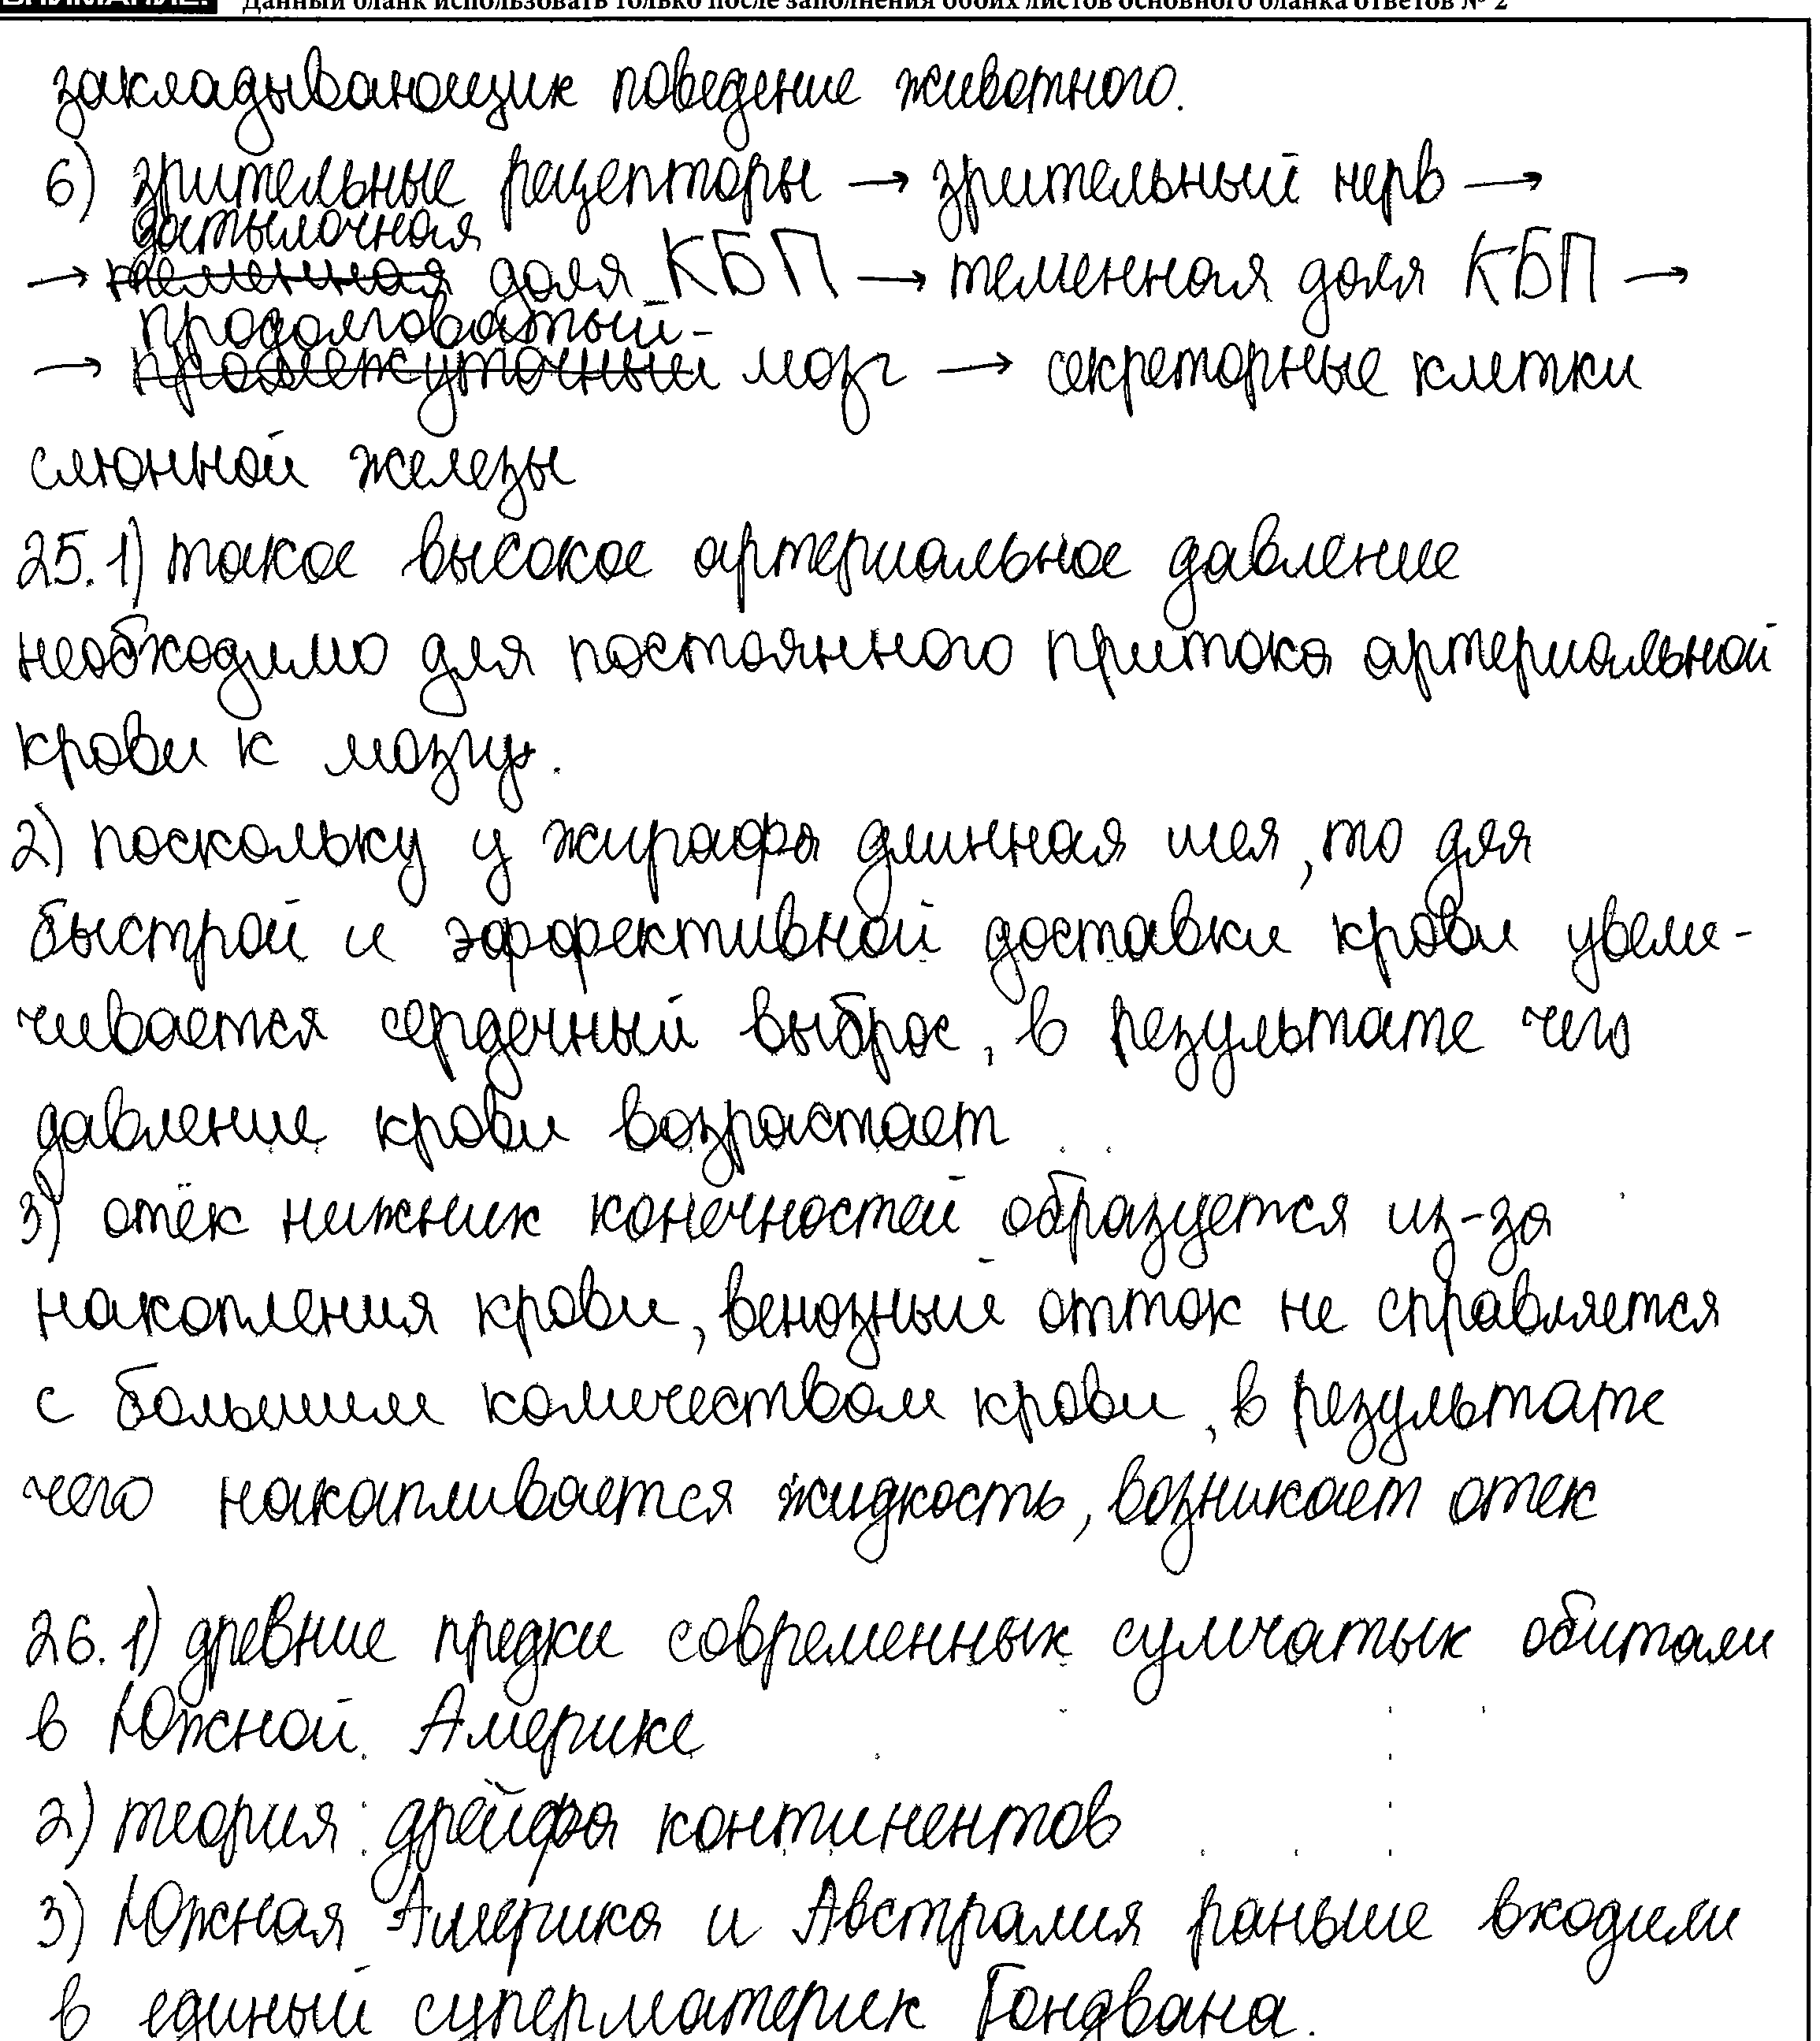 ВНИМАНИЕ! Данный бланк использовать только после заполнения обоих листов основного бланка ответов № 2
закладывающих поведение животного.
6) зрительные рецепторы → зрительный нерв →
затылочная
→ теменная доля КБП → теменная доля КБП →
продолговатый-
→ промежуточный мозг → секреторные клетки
слюнной железы
25. 1) такое высокое артериальное давление
необходимо для постоянного притока артериальной
крови к мозгу.
2) поскольку у жирафа длинная шея, то для
быстрой и эффективной доставки крови увели-
чивается сердечный выброс, в результате чего
давление крови возрастает
3) отёк нижних конечностей образуется из-за
накопления крови, венозный отток не справляется
с большим количеством крови, в результате
чего накапливается жидкость, возникает отек
26. 1) древние предки современных сумчатых обитали
в Южной Америке
2) теория дрейфа континентов
3) Южная Америка и Австралия раньше входили
в единый суперматерик Гондвана.